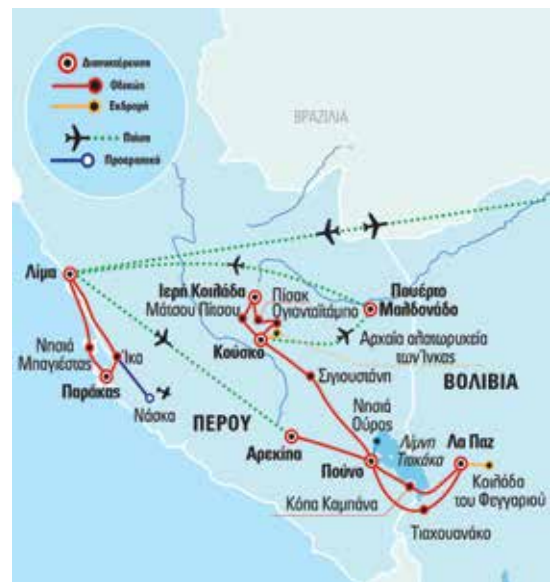 Διανυκτέρευση
Οδικώς
Εκδρομή
Πτήση
Προαιρετικό
ΒΡΑΖΙΛΙΑ
Λίμα
Ιερή Κοιλάδα
Μάτσου Πίτσου
Πίσακ
Ογιανταϊτάμπο
Πουέρτο
Μαλδονάδο
Νησιά
Μπαγιέστας
Ίκα
Κούσκο
Αρχαία αλατωρυχεία
των Ίνκας
Παράκας
Σιγιουστάνη
ΒΟΛΙΒΙΑ
Νάσκα
ΠΕΡΟΥ
Νησιά
Ούρος
Αρεκίπα
Λίμνη
Τιτικάκα
Λα Παζ
Πούνο
Κοιλάδα
του Φεγγαριού
Κόπα Καμπάνα
Τιαχουανάκο